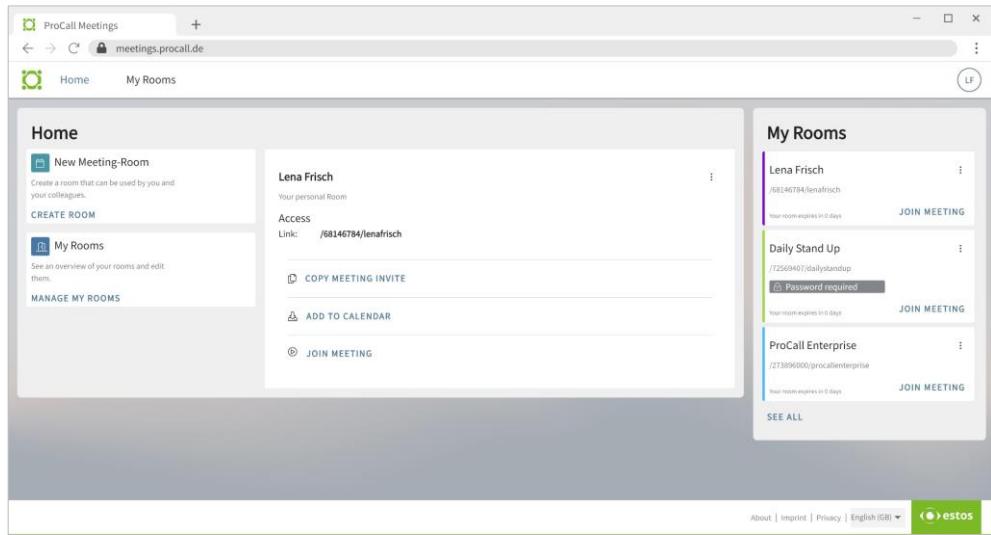 ProCall Meetings
meetings.procall.de
Home
My Rooms
LF
Home
New Meeting-Room
Create a room that can be used by you and
your colleagues.
CREATE ROOM
My Rooms
See an overview of your rooms and edit
them.
MANAGE MY ROOMS
Lena Frisch
Your personal Room
Access
Link: /68146784/lenafrisch
COPY MEETING INVITE
ADD TO CALENDAR
JOIN MEETING
My Rooms
Lena Frisch
/68146784/lenafrisch
Your room expires in 0 days
JOIN MEETING
Daily Stand Up
/72569407/dailystandup
Password required
Your room expires in 0 days
JOIN MEETING
ProCall Enterprise
/273896000/procallenterprise
Your room expires in 0 days
JOIN MEETING
SEE ALL
About | Imprint | Privacy | English (GB)
estos